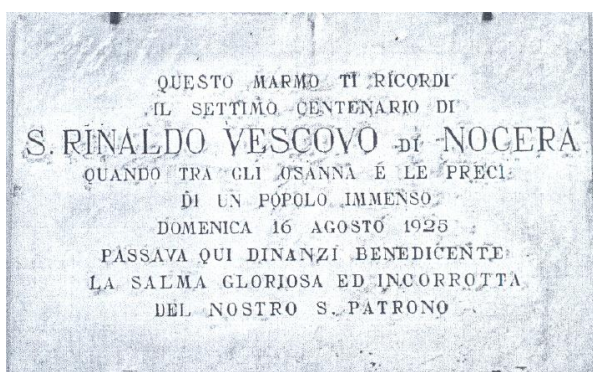 QUESTO MARMO TI RICORDI
IL SETTIMO CENTENARIO DI
S. RINALDO VESCOVO DI NOCERA
QUANDO TRA GLI OSANNA E LE PRECI
DI UN POPOLO IMMENSO
DOMENICA 16 AGOSTO 1925
PASSAVA QUI DINANZI BENEDICENTE
LA SALMA GLORIOSA ED INCORROTTA
DEL NOSTRO S. PATRONO